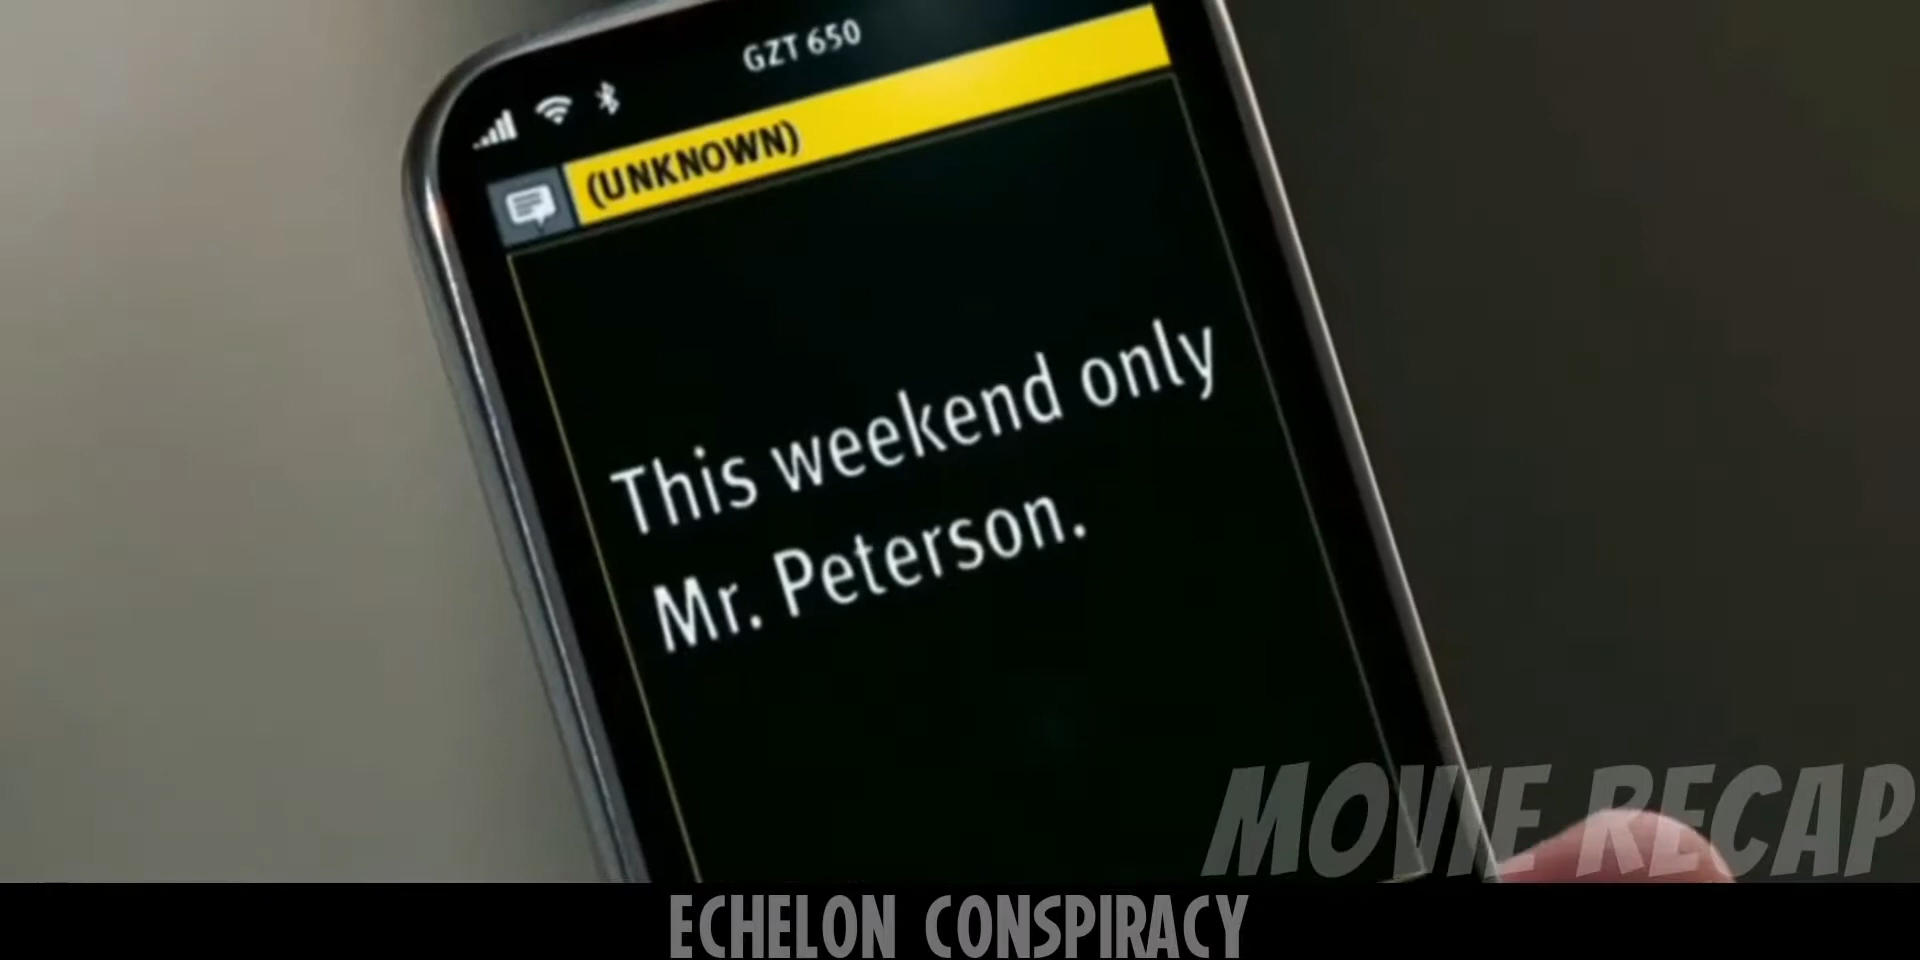 GZT 650
(UNKNOWN)
This weekend only
Mr. Peterson.
MOVIE RECAP
ECHELON CONSPIRACY